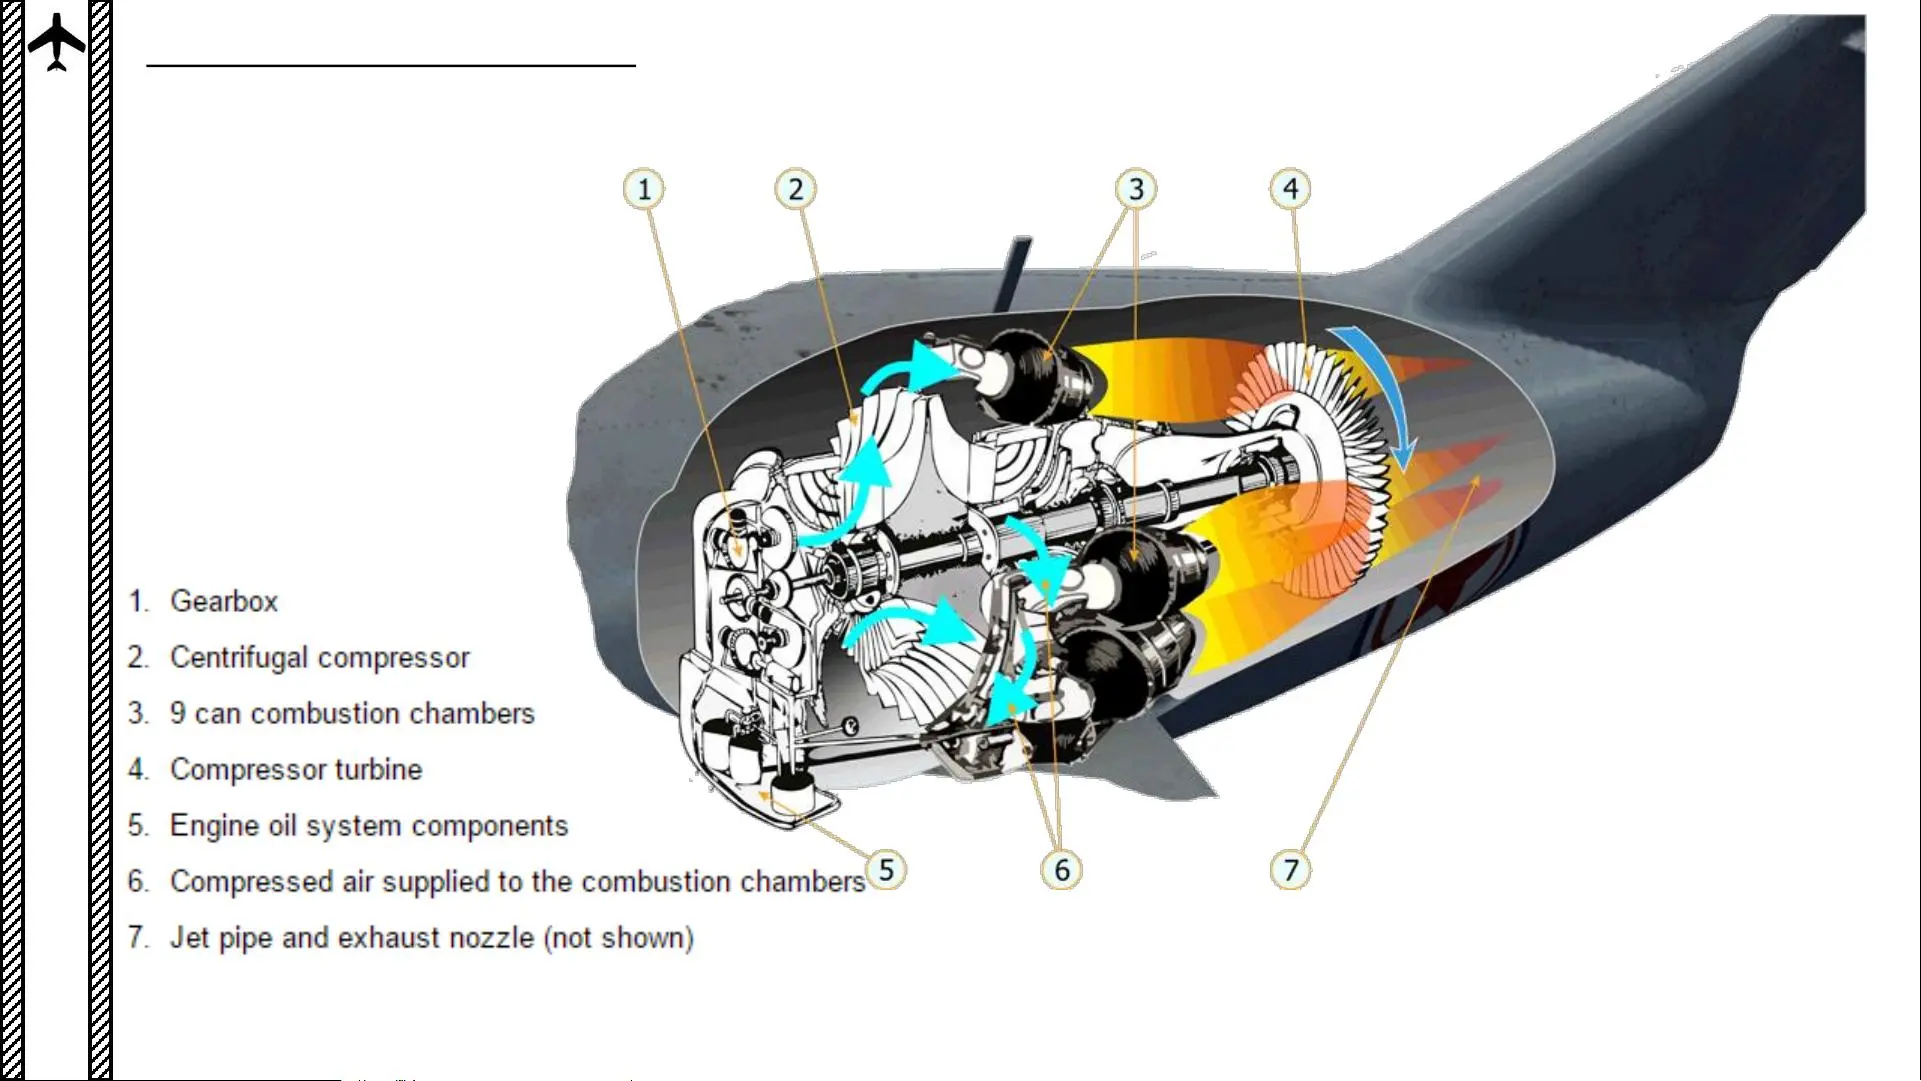 1 2 3 4
1. Gearbox
2. Centrifugal compressor
3. 9 can combustion chambers
4. Compressor turbine
5. Engine oil system components
6. Compressed air supplied to the combustion chambers
7. Jet pipe and exhaust nozzle (not shown)
5 6 7